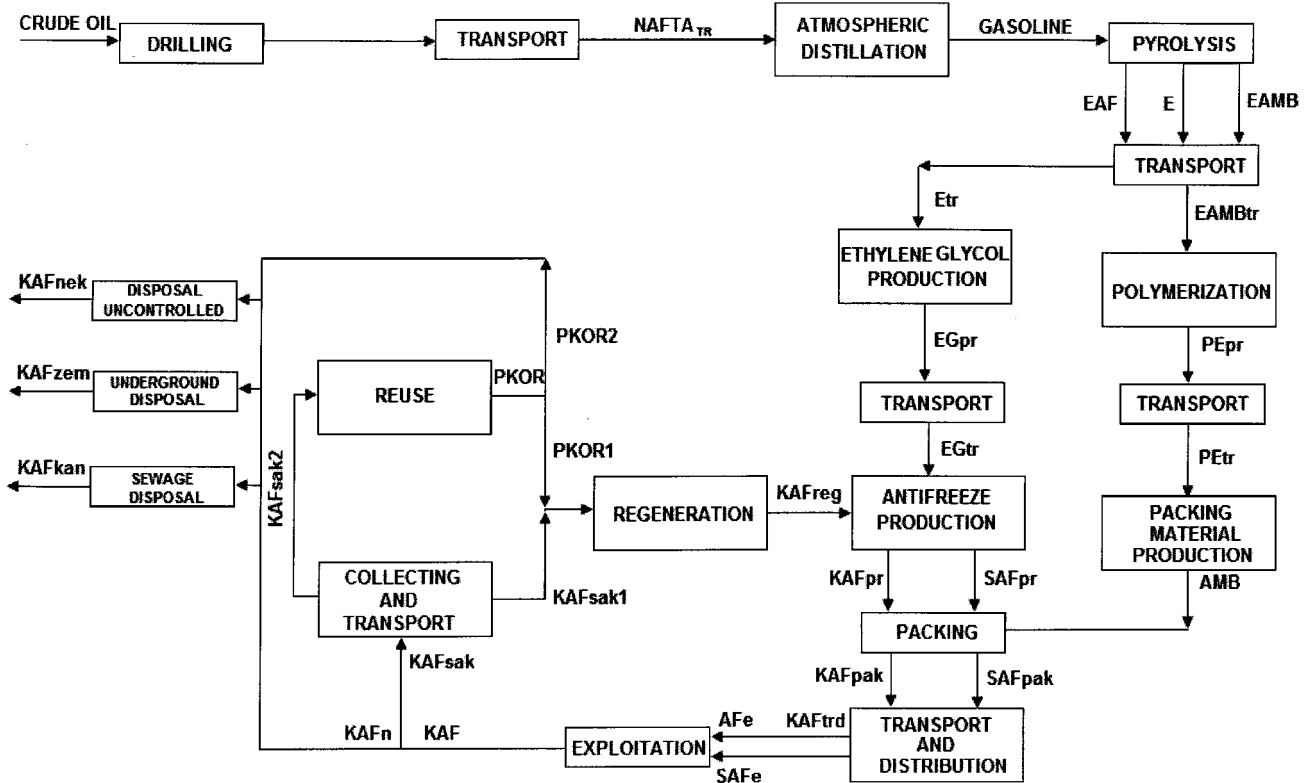 CRUDE OIL
DRILLING
TRANSPORT
NAFTA TR
ATMOSPHERIC
DISTILLATION
GASOLINE
PYROLYSIS
EAF
E
EAMB
TRANSPORT
Etr
EAMBtr
ETHYLENE GLYCOL
PRODUCTION
POLYMERIZATION
EGpr
PEpr
TRANSPORT
TRANSPORT
EGtr
PEtr
KAFnek
DISPOSAL
UNCONTROLLED
PKOR2
KAFzem
UNDERGROUND
DISPOSAL
REUSE
PKOR
PKOR1
KAFkan
SEWAGE
DISPOSAL
KAFsak2
REGENERATION
KAFreg
ANTIFREEZE
PRODUCTION
PACKING
MATERIAL
PRODUCTION
COLLECTING
AND
TRANSPORT
KAFsak1
KAFpr
SAFpr
AMB
PACKING
KAFsak
KAFpak
SAFpak
KAFn
KAF
EXPLOITATION
AFe
KAFtrd
SAFe
TRANSPORT
AND
DISTRIBUTION